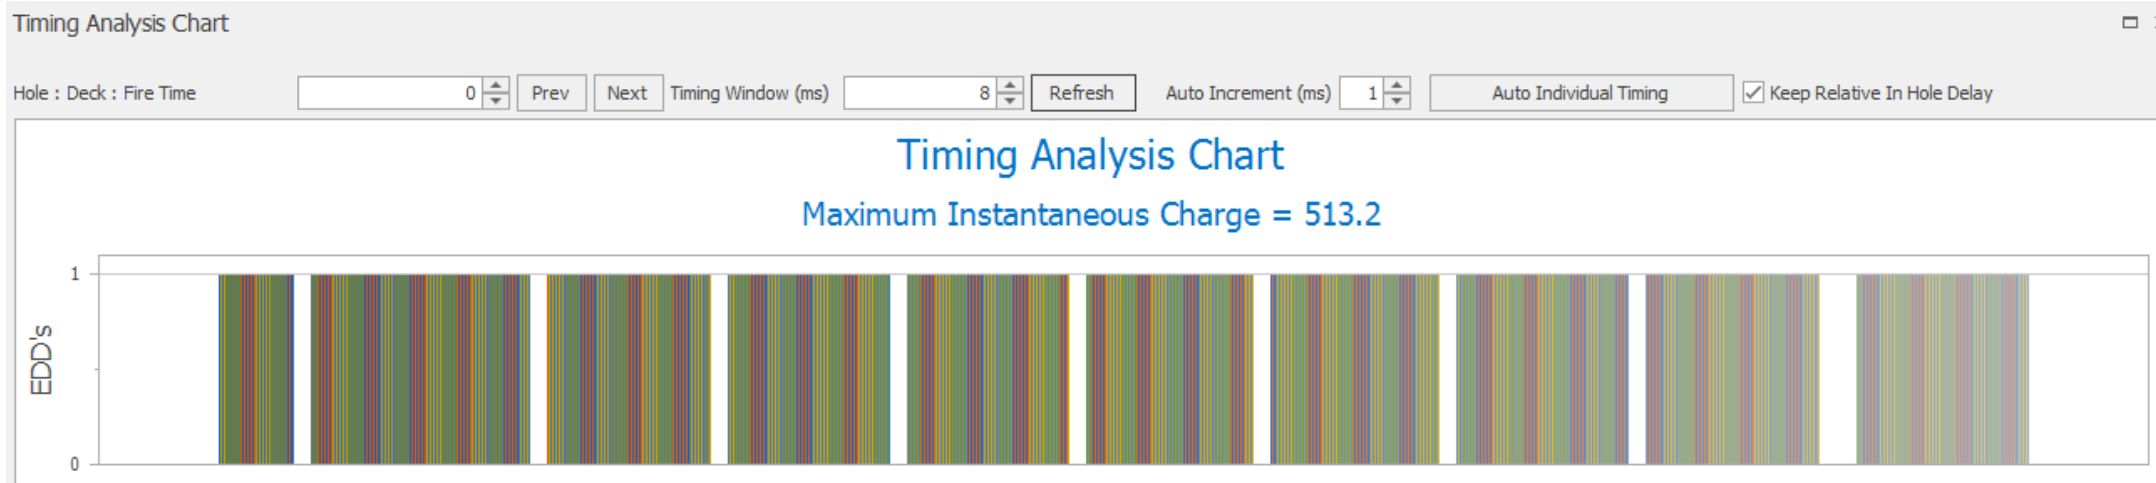 Timing Analysis Chart
Hole : Deck : Fire Time 0 Prev Next Timing Window (ms) 8 Refresh Auto Increment (ms) 1 Auto Individual Timing Keep Relative In Hole Delay
Timing Analysis Chart
Maximum Instantaneous Charge = 513.2
1
EDD's
0